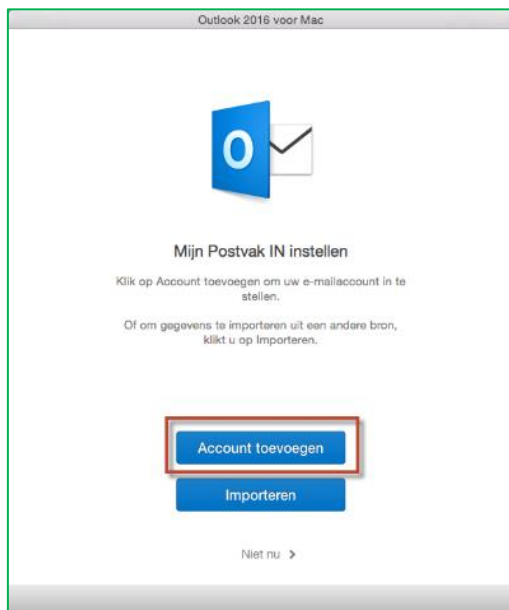 Outlook 2016 voor Mac
O
Mijn Postvak IN instellen
Klik op Account toevoegen om uw e-mailaccount in te
stellen.
Of om gegevens te importeren uit een andere bron,
klikt u op Importeren.
Account toevoegen
Importeren
Niet nu >